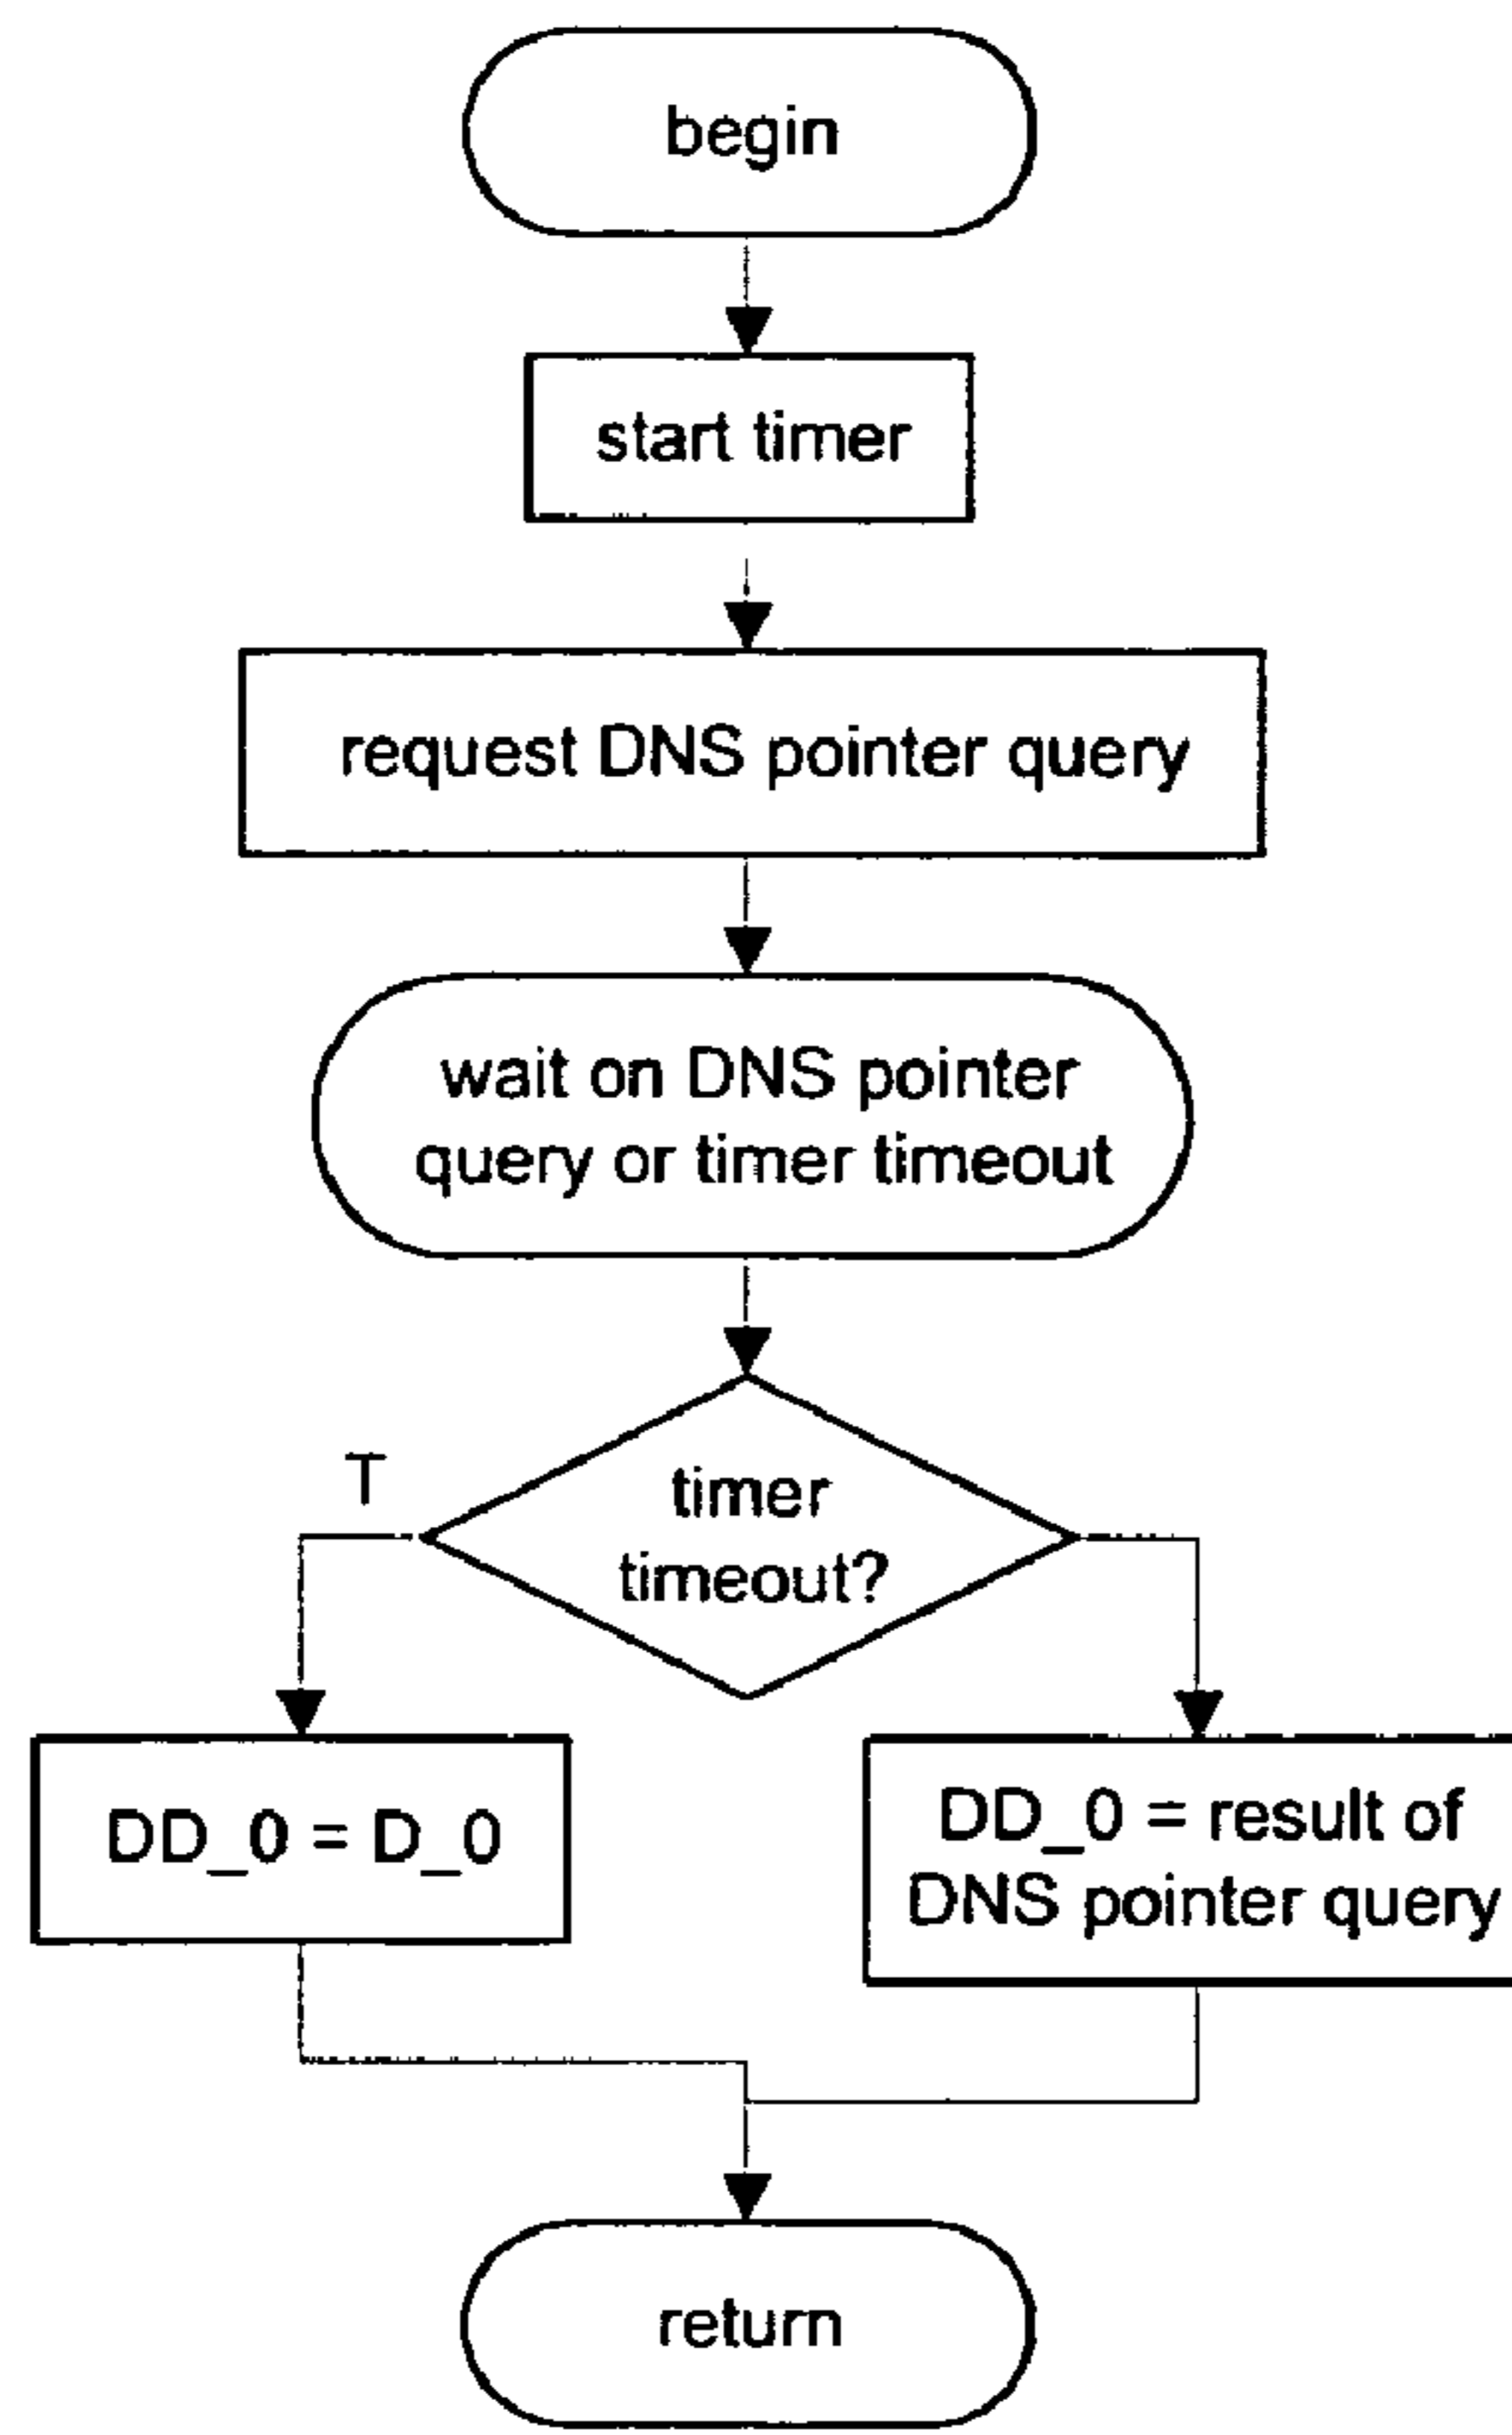 begin
start timer
request DNS pointer query
wait on DNS pointer
query or timer timeout
T
timer
timeout?
DD_0 = D_0
DD_0 = result of
DNS pointer query
return